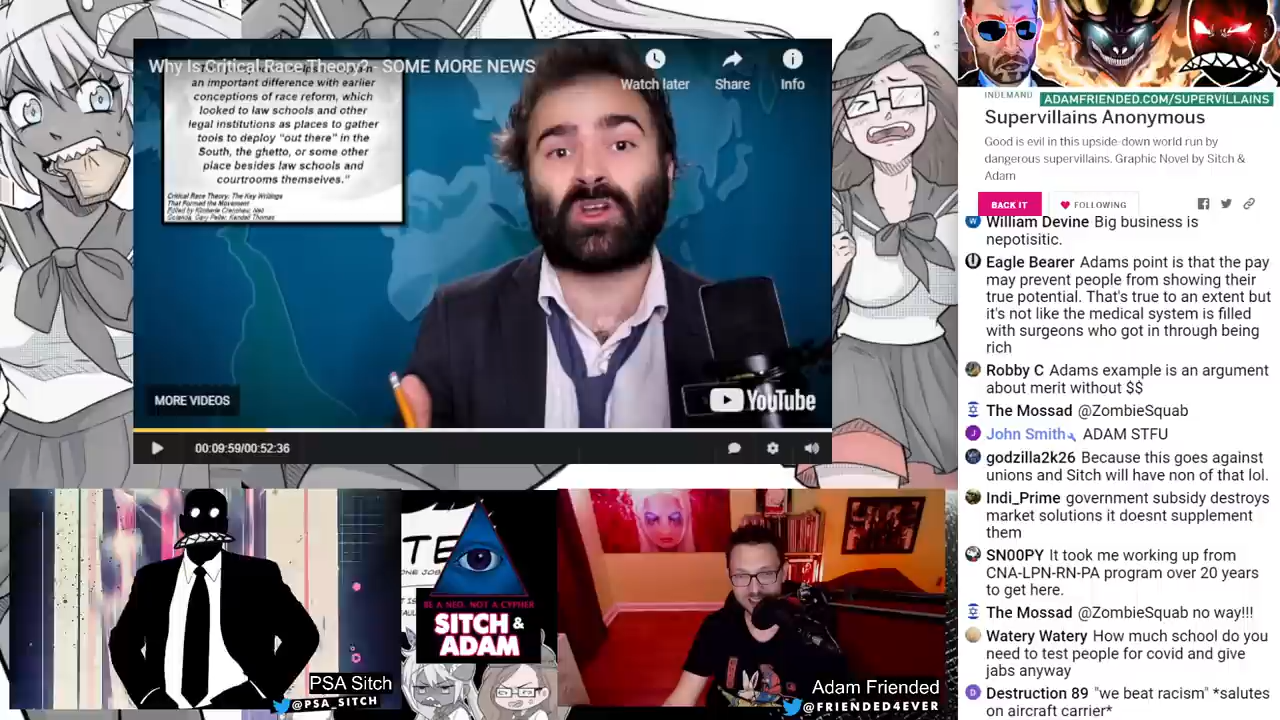 Why Is Critical Race Theory? - SOME MORE NEWS
Watch later
Share
Info
an important difference with earlier
conceptions of race reform, which
looked to law schools and other
legal institutions as places to gather
tools to deploy "out there" in the
South, the ghetto, or some other
place besides law schools and
courtrooms themselves."
Critical Race Theory: The Key Writings
That Formed the Movement
MORE VIDEOS
YouTube
00:09:59/00:52:36
PSA Sitch
@PSA_SITCH
BE A NEO, NOT A CYPHER
SITCH &
ADAM
Adam Friended
@FRIENDED4EVER
INDEMAND
ADAMFRIENDED.COM/SUPERVILLAINS
Supervillains Anonymous
Good is evil in this upside-down world run by
dangerous supervillains. Graphic Novel by Sitch &
Adam
BACK IT
FOLLOWING
William Devine Big business is
nepotisitic.
Eagle Bearer Adams point is that the pay
may prevent people from showing their
true potential. That's true to an extent but
it's not like the medical system is filled
with surgeons who got in through being
rich
Robby C Adams example is an argument
about merit without $$
The Mossad @ZombieSquab
John Smith ADAM STFU
godzilla2k26 Because this goes against
unions and Sitch will have non of that lol.
Indi_Prime government subsidy destroys
market solutions it doesnt supplement
them
SN00PY It took me working up from
CNA-LPN-RN-PA program over 20 years
to get here.
The Mossad @ZombieSquab no way!!!
Watery Watery How much school do you
need to test people for covid and give
jabs anyway
Destruction 89 "we beat racism" *salutes
on aircraft carrier*